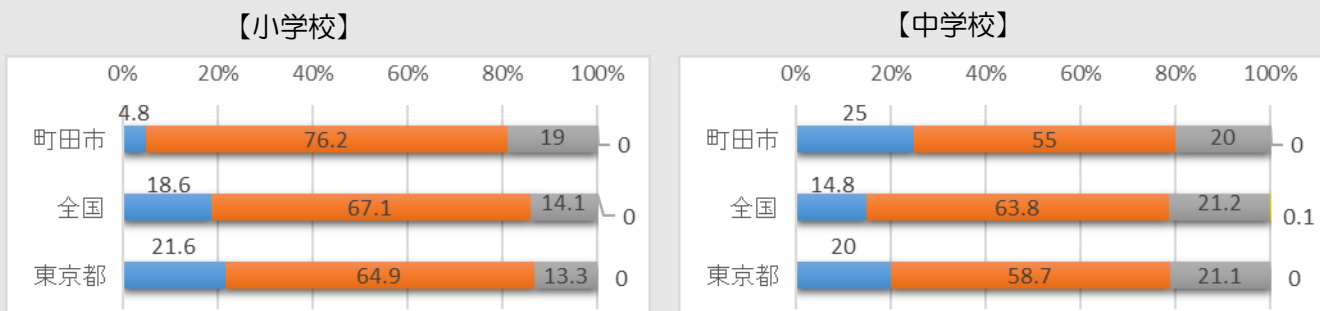 【小学校】
0% 20% 40% 60% 80% 100%
町田市 4.8 76.2 19 0
全国 18.6 67.1 14.1 0
東京都 21.6 64.9 13.3 0
【中学校】
0% 20% 40% 60% 80% 100%
町田市 25 55 20 0
全国 14.8 63.8 21.2 0.1
東京都 20 58.7 21.1 0